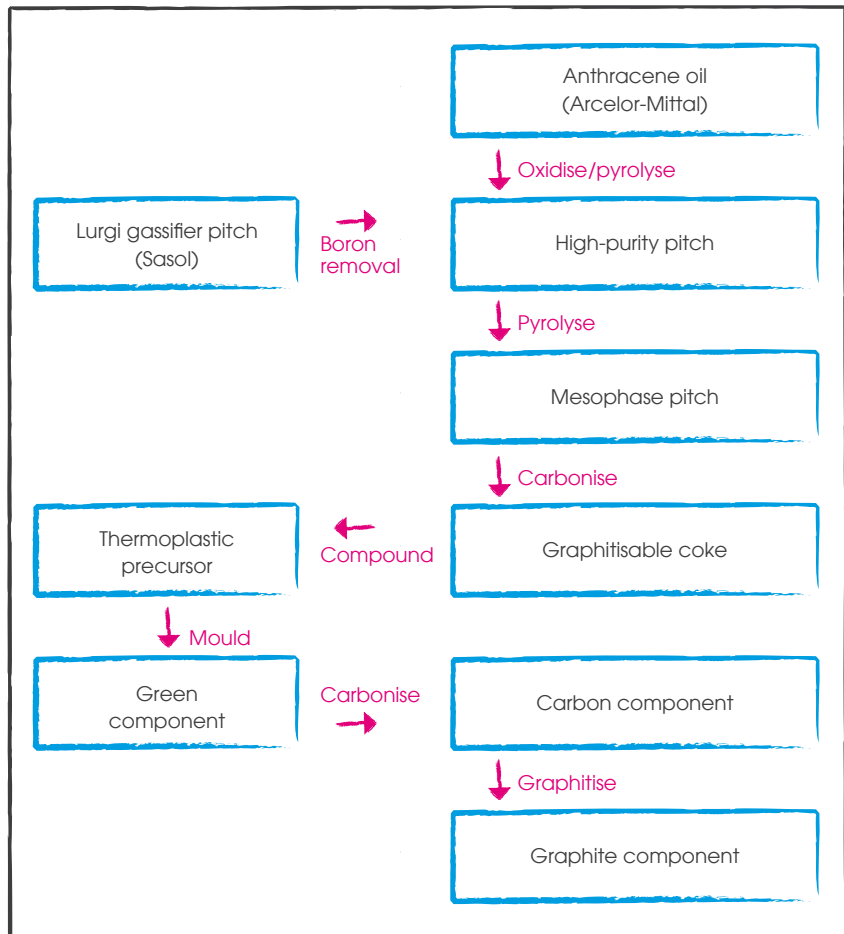 Anthracene oil
(Arcelor-Mittal)
Oxidise/pyrolyse
Lurgi gassifier pitch
(Sasol)
Boron
removal
High-purity pitch
Pyrolyse
Mesophase pitch
Carbonise
Graphitisable coke
Compound
Thermoplastic
precursor
Mould
Green
component
Carbonise
Carbon component
Graphitise
Graphite component